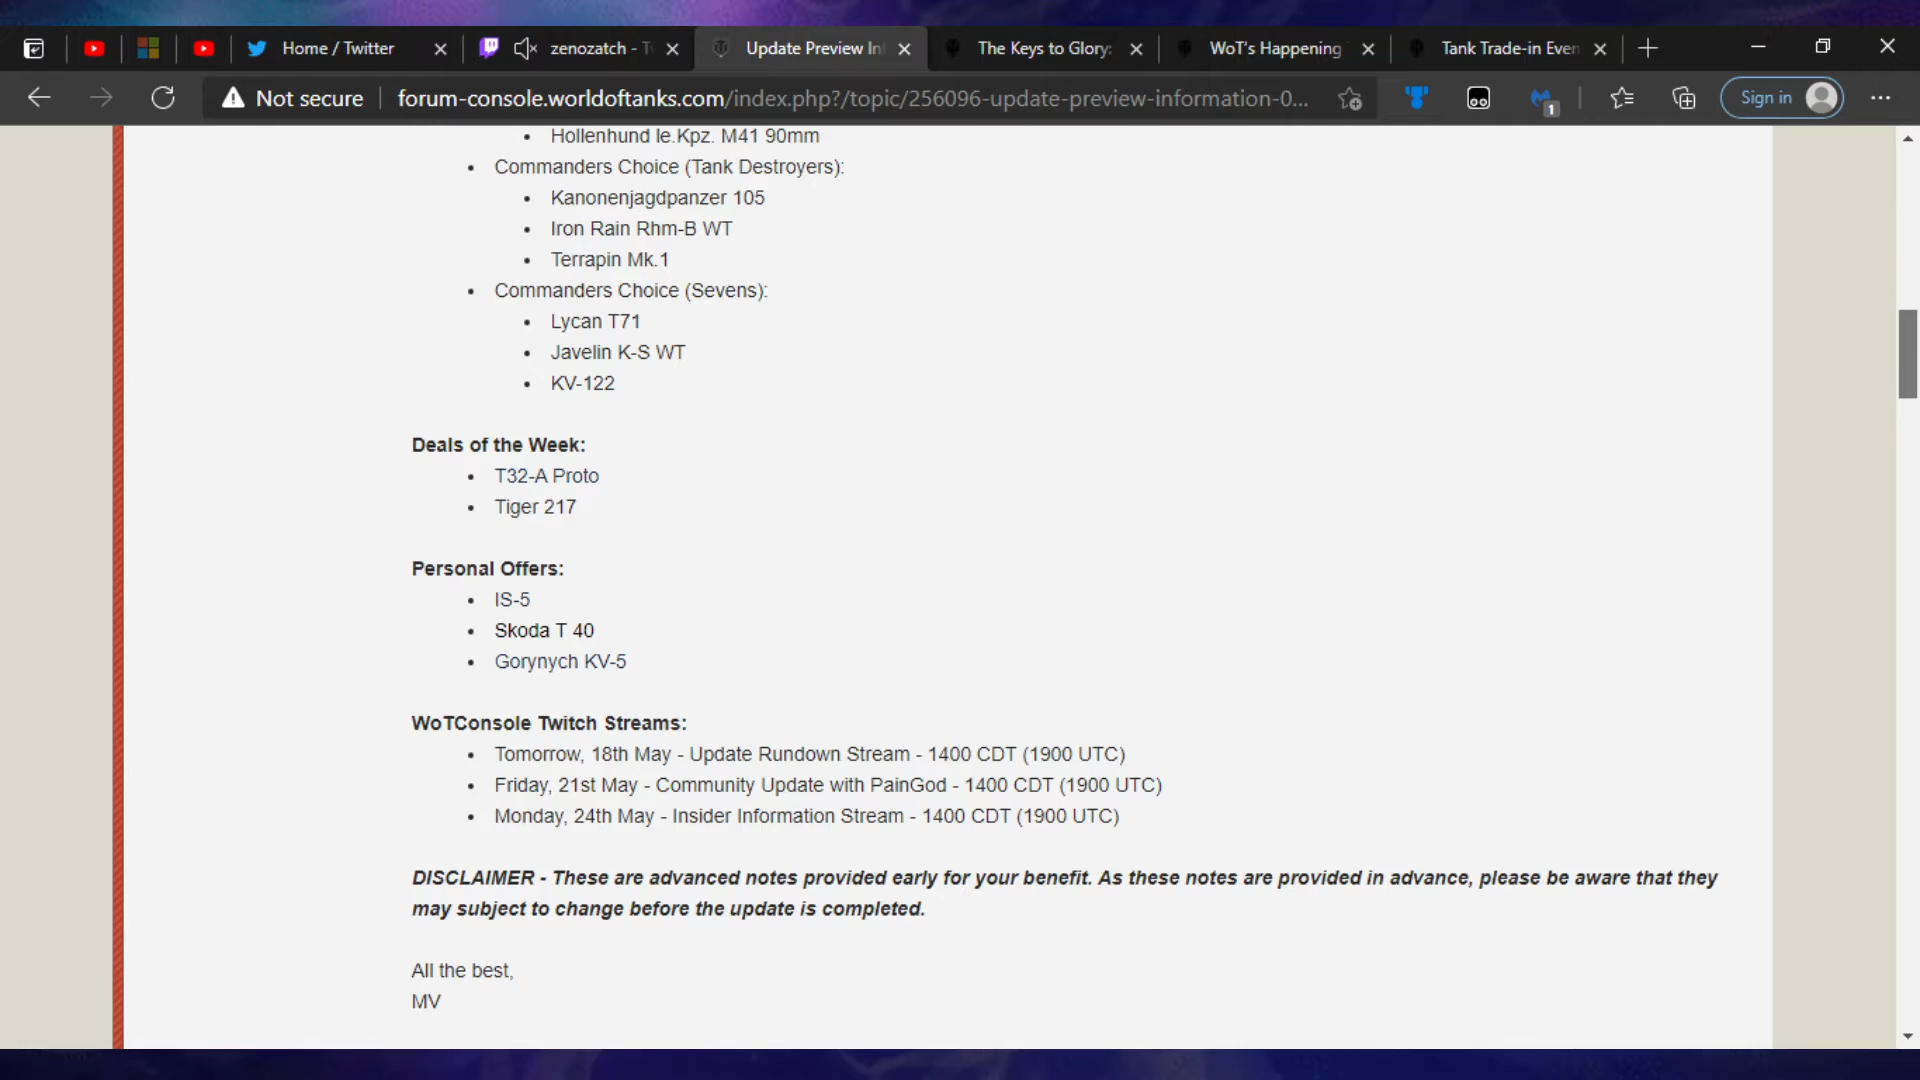 Home / Twitter
zenozatch - T
Update Preview In
The Keys to Glory:
WoT's Happening
Tank Trade-in Even
Not secure
forum-console.worldoftanks.com/index.php?/topic/256096-update-preview-information-0...
1
Sign in
Hollenhund le.Kpz. M41 90mm
Commanders Choice (Tank Destroyers):
Kanonenjagdpanzer 105
Iron Rain Rhm-B WT
Terrapin Mk.1
Commanders Choice (Sevens):
Lycan T71
Javelin K-S WT
KV-122
Deals of the Week:
T32-A Proto
Tiger 217
Personal Offers:
IS-5
Skoda T 40
Gorynych KV-5
WoTConsole Twitch Streams:
Tomorrow, 18th May - Update Rundown Stream - 1400 CDT (1900 UTC)
Friday, 21st May - Community Update with PainGod - 1400 CDT (1900 UTC)
Monday, 24th May - Insider Information Stream - 1400 CDT (1900 UTC)
DISCLAIMER - These are advanced notes provided early for your benefit. As these notes are provided in advance, please be aware that they
may subject to change before the update is completed.
All the best,
MV